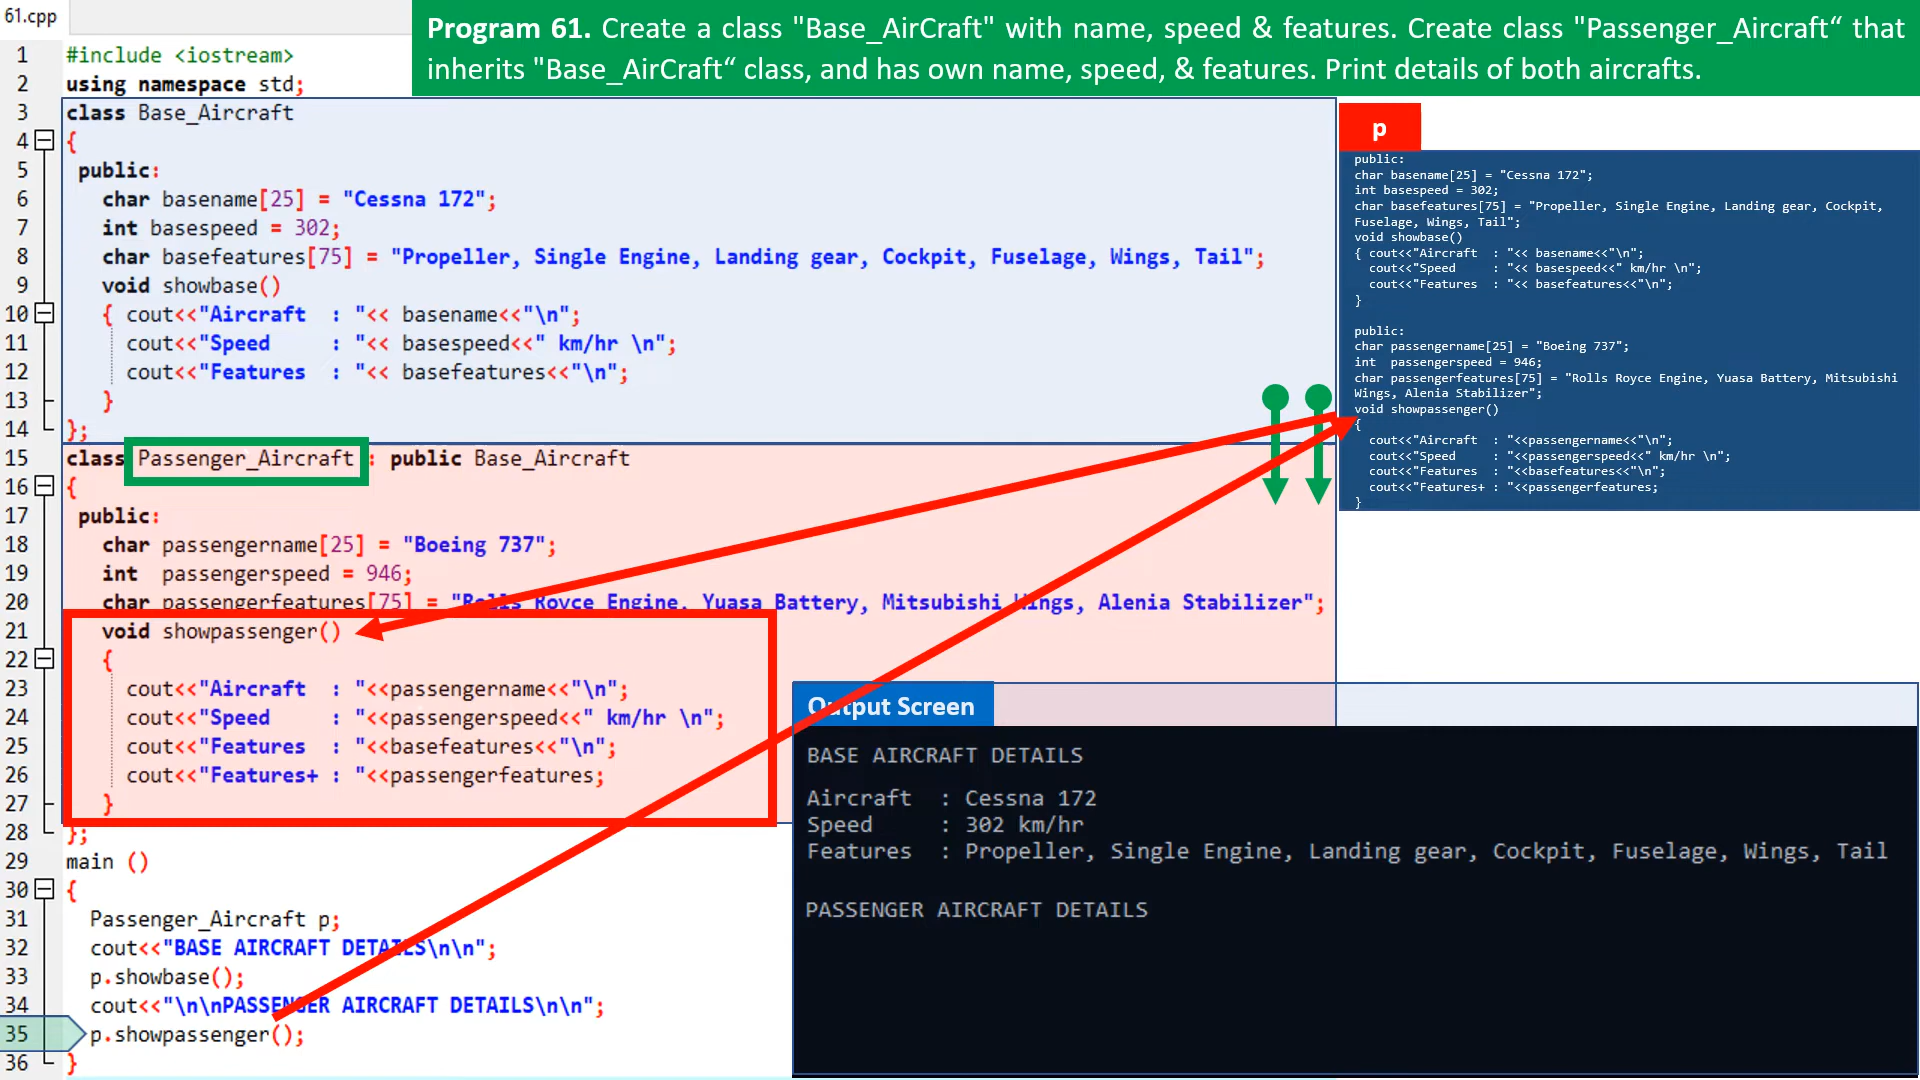 61.cpp
Program 61. Create a class "Base_AirCraft" with name, speed & features. Create class "Passenger_Aircraft“ that
inherits "Base_AirCraft“ class, and has own name, speed, & features. Print details of both aircrafts.
1 #include <iostream>
2 using namespace std;
3 class Base_Aircraft
4 {
5 public:
6 char basename[25] = "Cessna 172";
7 int basespeed = 302;
8 char basefeatures[75] = "Propeller, Single Engine, Landing gear, Cockpit, Fuselage, Wings, Tail";
9 void showbase()
10 { cout<<"Aircraft  : "<< basename<<"\n";
11 cout<<"Speed     : "<< basespeed<<" km/hr \n";
12 cout<<"Features  : "<< basefeatures<<"\n";
13 }
14 };
15 class Passenger_Aircraft : public Base_Aircraft
16 {
17 public:
18 char passengername[25] = "Boeing 737";
19 int  passengerspeed = 946;
20 char passengerfeatures[75] = "Rolls Royce Engine, Yuasa Battery, Mitsubishi Wings, Alenia Stabilizer";
21 void showpassenger()
22 {
23 cout<<"Aircraft  : "<<passengername<<"\n";
24 cout<<"Speed     : "<<passengerspeed<<" km/hr \n";
25 cout<<"Features  : "<<basefeatures<<"\n";
26 cout<<"Features+ : "<<passengerfeatures;
27 }
28 };
29 main ()
30 {
31 Passenger_Aircraft p;
32 cout<<"BASE AIRCRAFT DETAILS\n\n";
33 p.showbase();
34 cout<<"\n\nPASSENGER AIRCRAFT DETAILS\n\n";
35 p.showpassenger();
36 }
p
public:
char basename[25] = "Cessna 172";
int basespeed = 302;
char basefeatures[75] = "Propeller, Single Engine, Landing gear, Cockpit,
Fuselage, Wings, Tail";
void showbase()
{ cout<<"Aircraft  : "<< basename<<"\n";
cout<<"Speed     : "<< basespeed<<" km/hr \n";
cout<<"Features  : "<< basefeatures<<"\n";
}
public:
char passengername[25] = "Boeing 737";
int  passengerspeed = 946;
char passengerfeatures[75] = "Rolls Royce Engine, Yuasa Battery, Mitsubishi
Wings, Alenia Stabilizer";
void showpassenger()
{
cout<<"Aircraft  : "<<passengername<<"\n";
cout<<"Speed     : "<<passengerspeed<<" km/hr \n";
cout<<"Features  : "<<basefeatures<<"\n";
cout<<"Features+ : "<<passengerfeatures;
}
Output Screen
BASE AIRCRAFT DETAILS
Aircraft  : Cessna 172
Speed     : 302 km/hr
Features  : Propeller, Single Engine, Landing gear, Cockpit, Fuselage, Wings, Tail
PASSENGER AIRCRAFT DETAILS